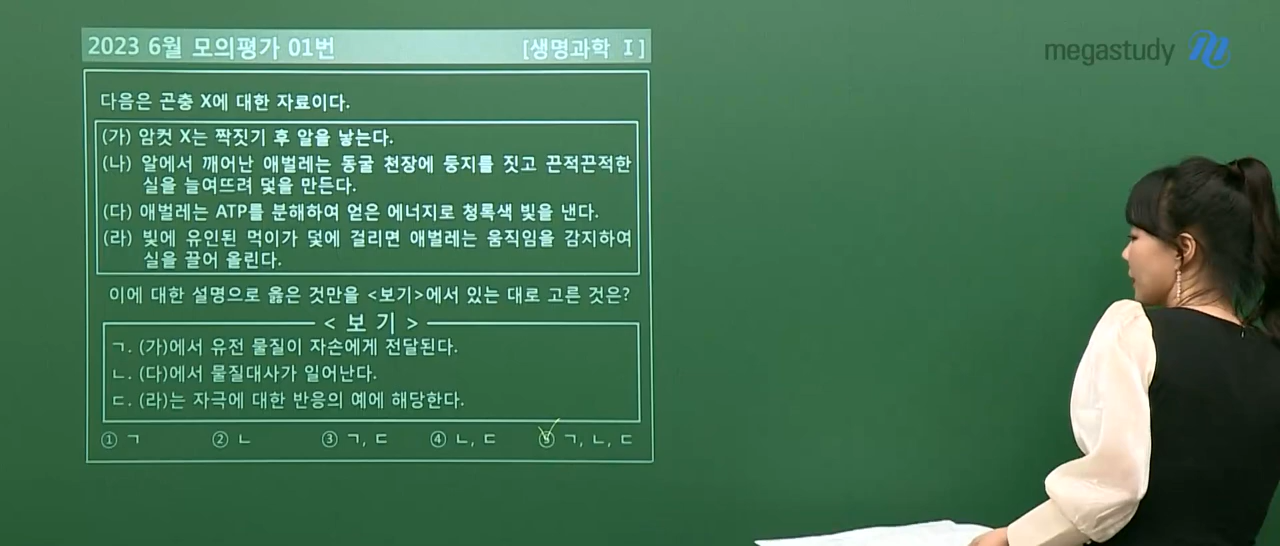 2023 6월 모의평가 01번 [생명과학 Ⅰ]
megastudy
다음은 곤충 X에 대한 자료이다.
(가) 암컷 X는 짝짓기 후 알을 낳는다.
(나) 알에서 깨어난 애벌레는 동굴 천장에 둥지를 짓고 끈적끈적한
실을 늘어뜨려 덫을 만든다.
(다) 애벌레는 ATP를 분해하여 얻은 에너지로 청록색 빛을 낸다.
(라) 빛에 유인된 먹이가 덫에 걸리면 애벌레는 움직임을 감지하여
실을 끌어 올린다.
이에 대한 설명으로 옳은 것만을 <보기>에서 있는 대로 고른 것은?
< 보 기 >
ㄱ. (가)에서 유전 물질이 자손에게 전달된다.
ㄴ. (다)에서 물질대사가 일어난다.
ㄷ. (라)는 자극에 대한 반응의 예에 해당한다.
① ㄱ ② ㄴ ③ ㄱ, ㄷ ④ ㄴ, ㄷ ⑤ ㄱ, ㄴ, ㄷ